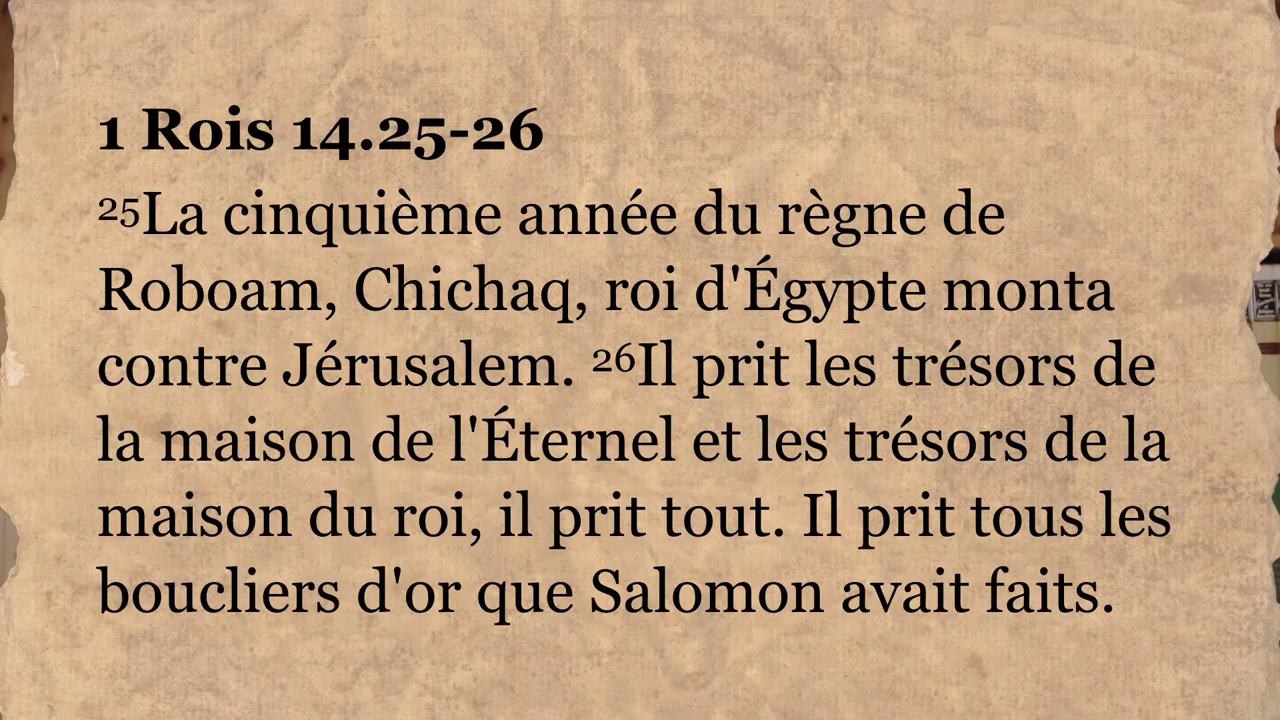 1 Rois 14.25-26
²⁵La cinquième année du règne de
Roboam, Chichaq, roi d'Égypte monta
contre Jérusalem. ²⁶Il prit les trésors de
la maison de l'Éternel et les trésors de la
maison du roi, il prit tout. Il prit tous les
boucliers d'or que Salomon avait faits.